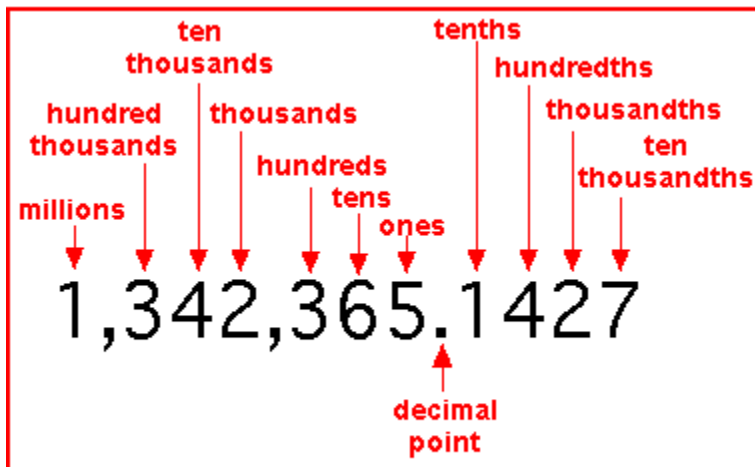 ten
thousands
tenths
hundredths
hundred
thousands
thousands
thousandths
ten
thousandths
hundreds
tens
ones
millions
1,342,365.1427
decimal
point